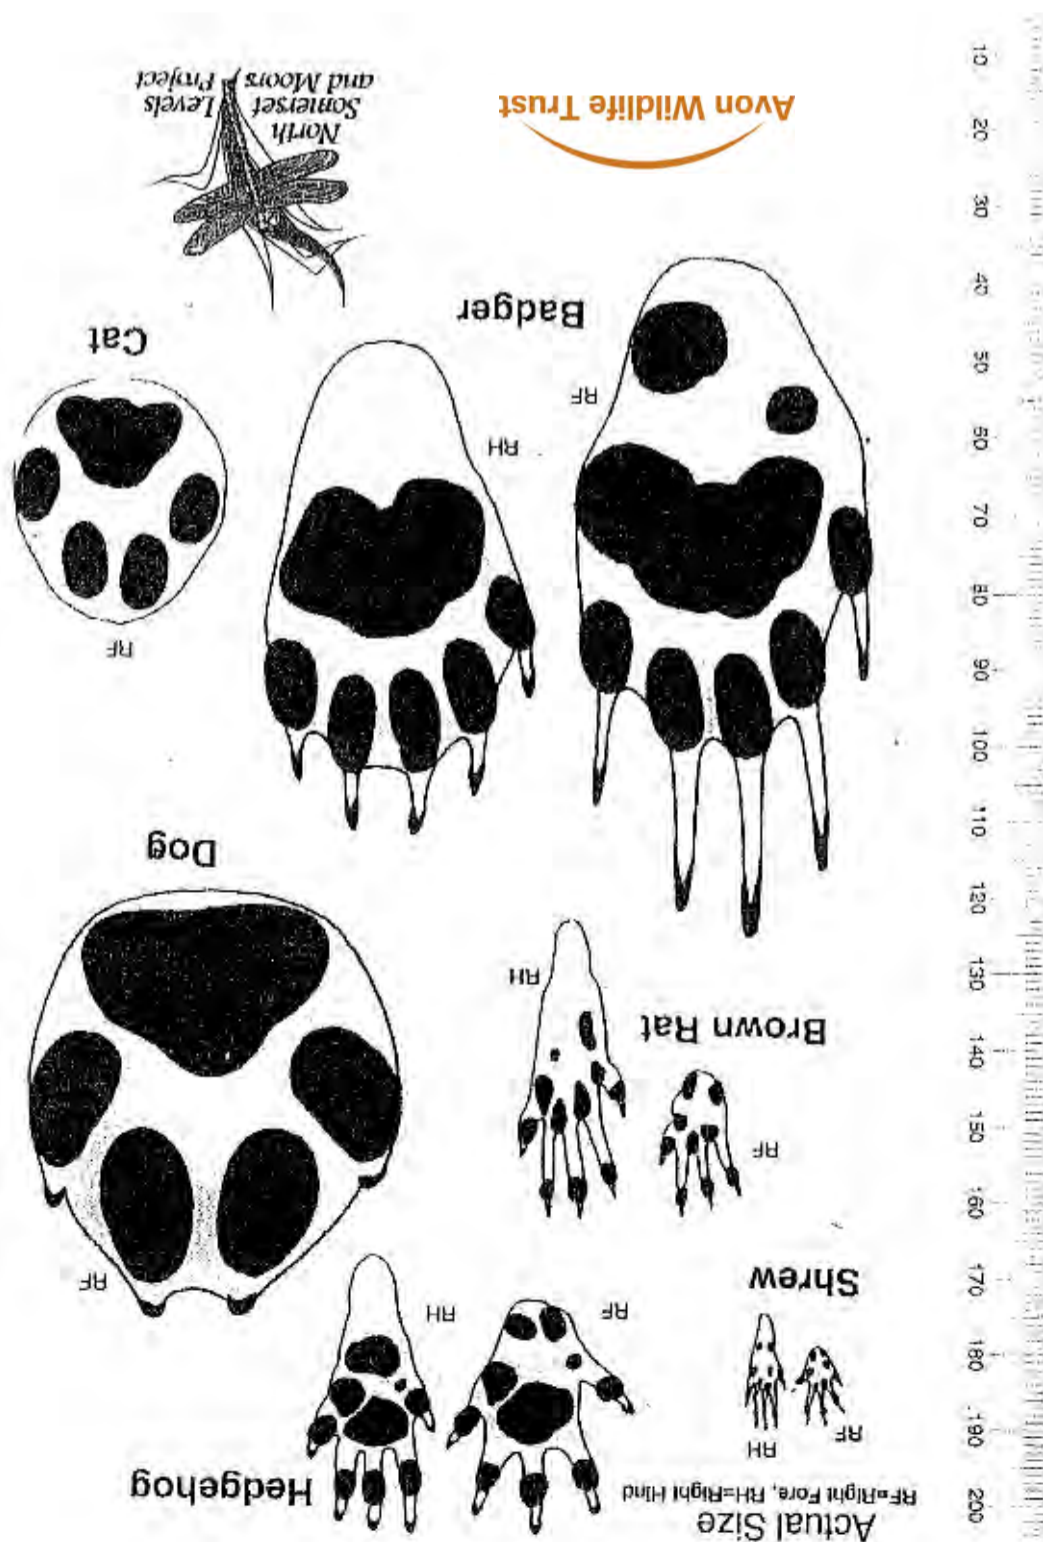 Actual Size
RF=Right Fore, RH=Right Hind
Hedgehog
RF
RH
Shrew
RF
RH
RF
RH
Brown Rat
RF
RH
Dog
RF
Badger
RF
RH
Cat
RF
Avon Wildlife Trust
North
Somerset Levels
and Moors Project
10
20
30
40
50
60
70
80
90
100
110
120
130
140
150
160
170
180
190
200